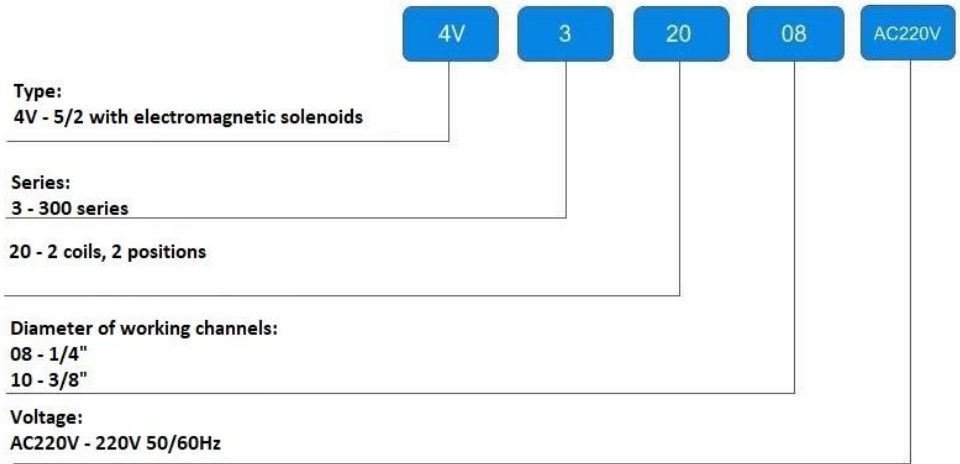 4V 3 20 08 AC220V
Type:
4V - 5/2 with electromagnetic solenoids
Series:
3 - 300 series
20 - 2 coils, 2 positions
Diameter of working channels:
08 - 1/4"
10 - 3/8"
Voltage:
AC220V - 220V 50/60Hz